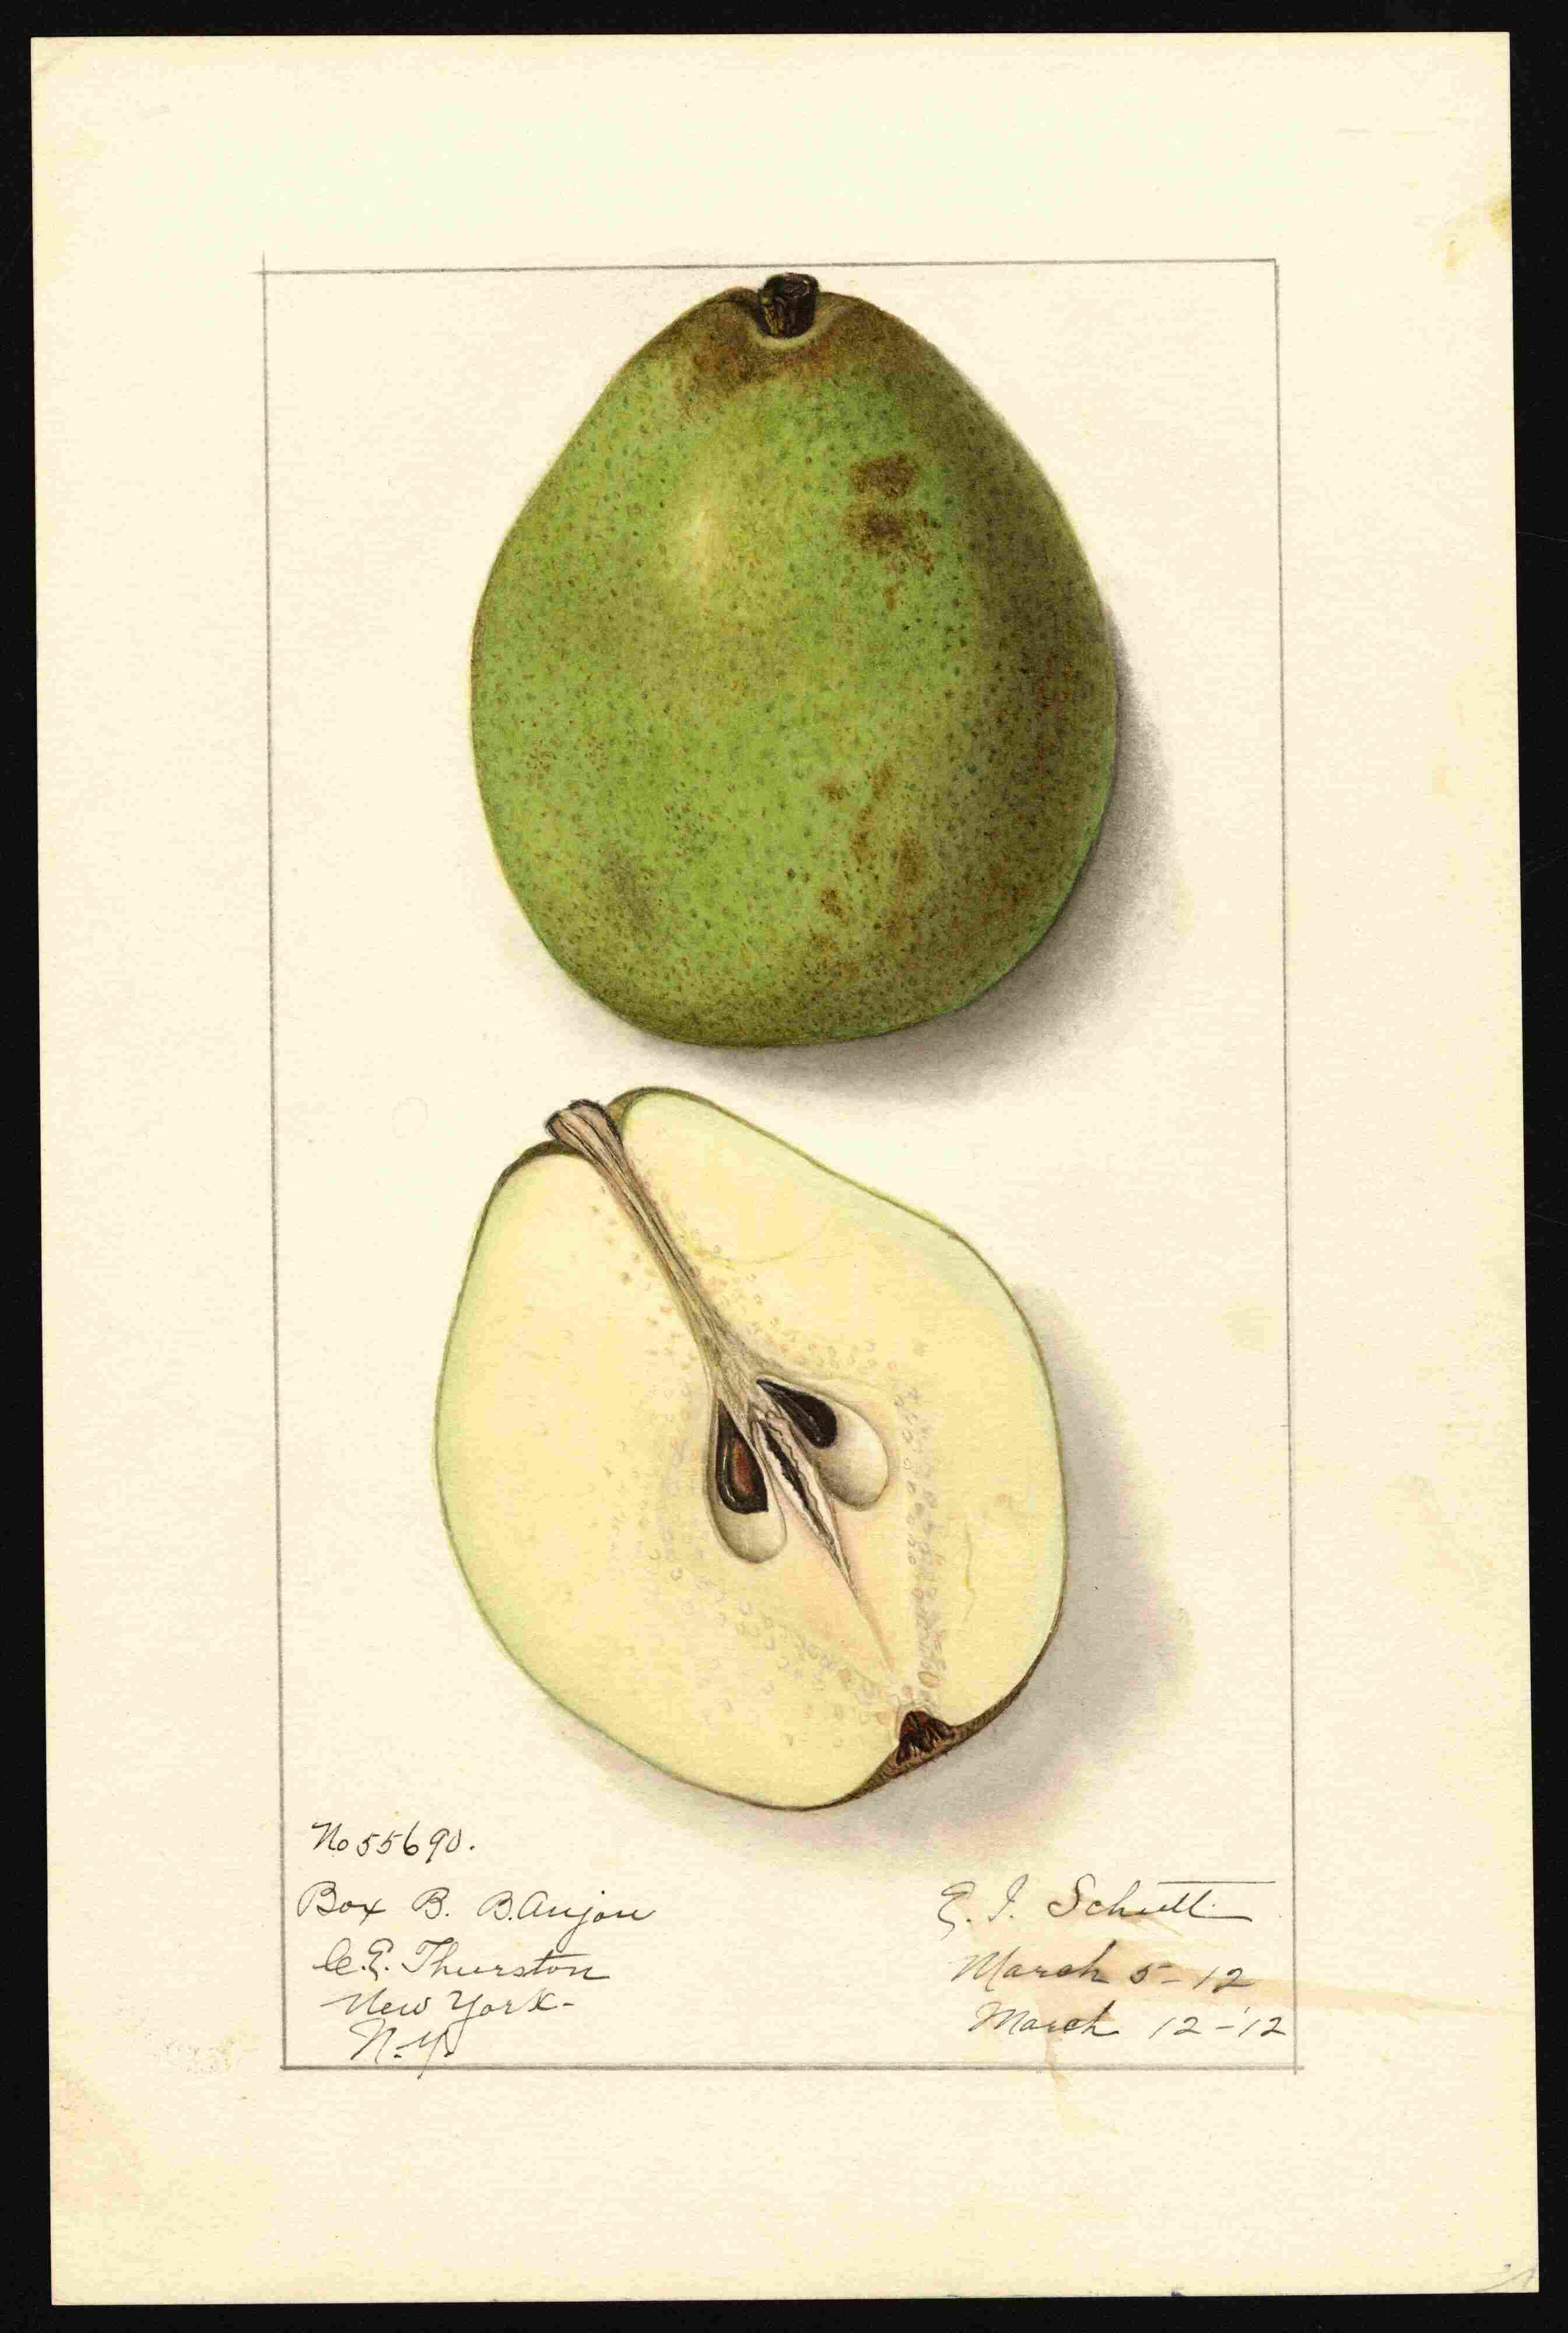 No 55690.
Box B. B. Anjou
C.E. Thurston
New York-
N.Y.
E. I. Schutt.
March 5-12
March 12-'12